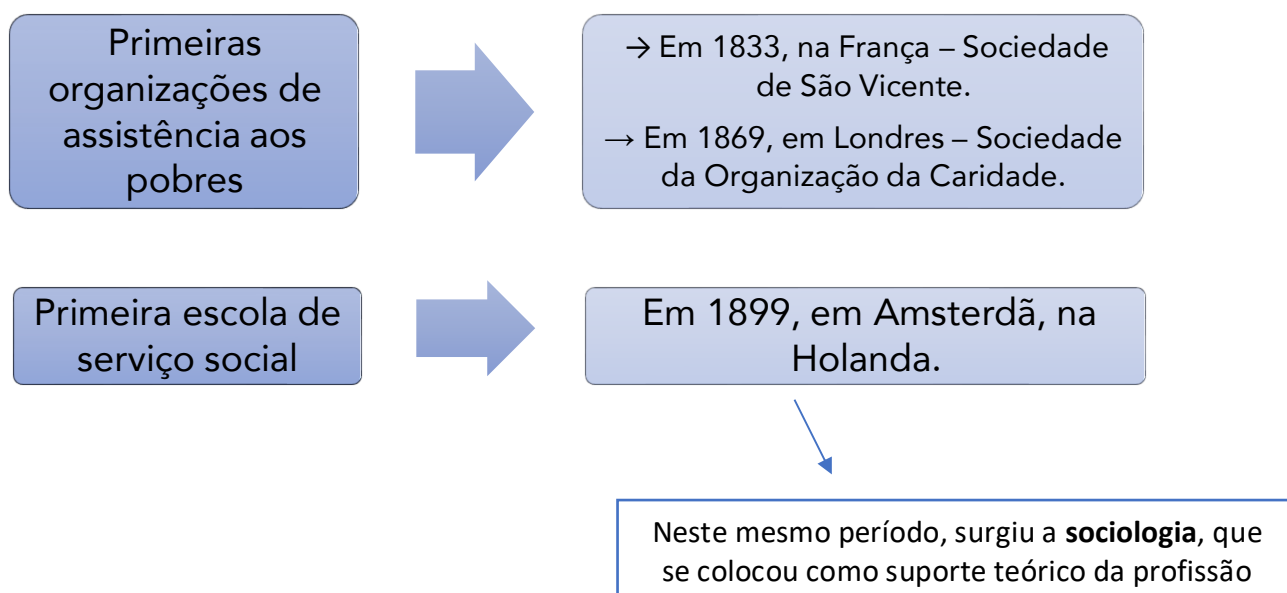 Primeiras
organizações de
assistência aos
pobres
→ Em 1833, na França – Sociedade
de São Vicente.
→ Em 1869, em Londres – Sociedade
da Organização da Caridade.
Primeira escola de
serviço social
Em 1899, em Amsterdã, na
Holanda.
Neste mesmo período, surgiu a sociologia, que
se colocou como suporte teórico da profissão